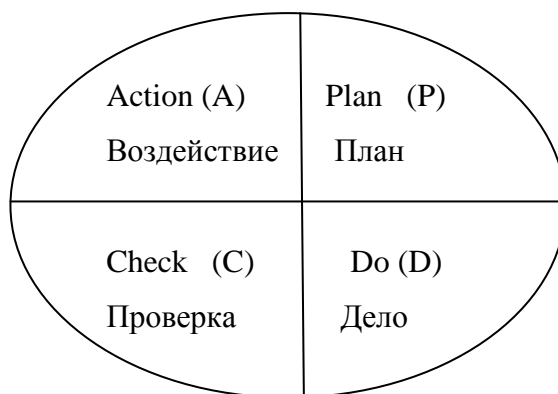 Action (A)
Воздействие
Plan (P)
План
Check (C)
Проверка
Do (D)
Дело